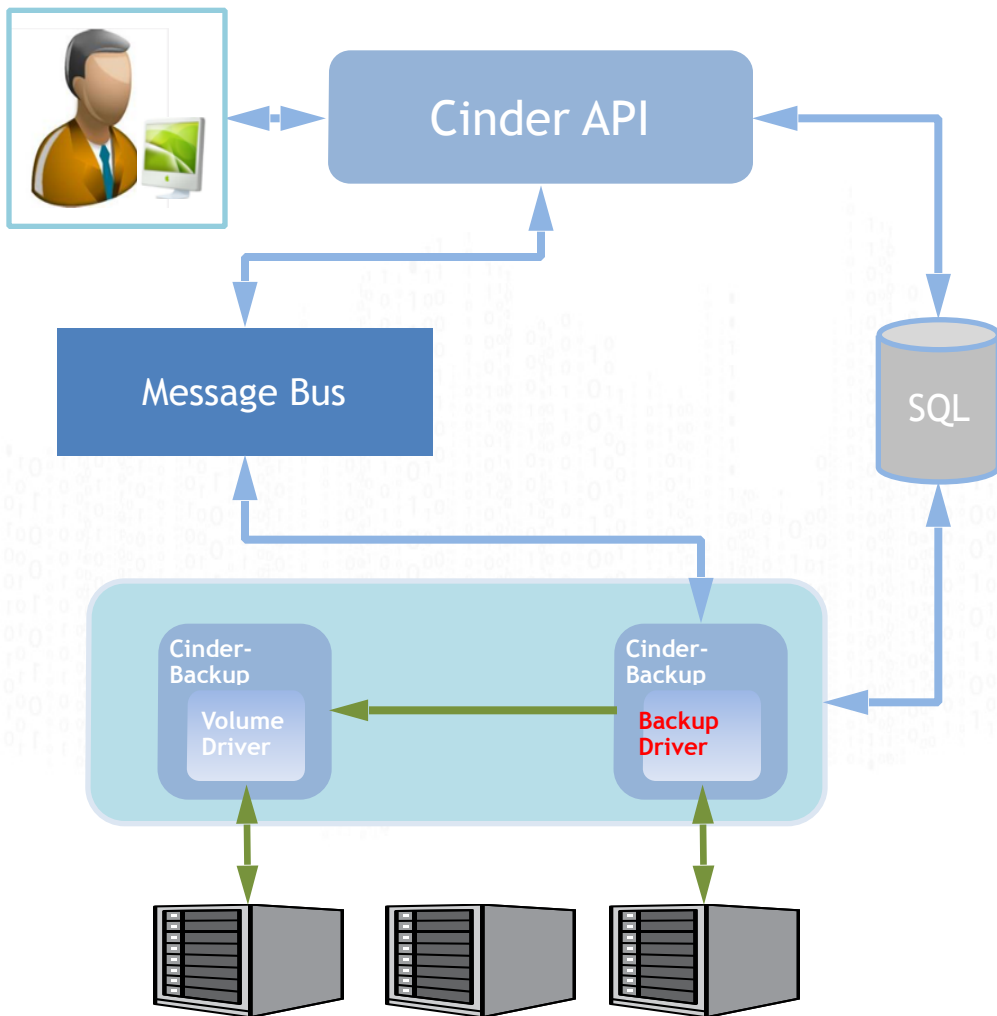 Cinder API
Message Bus
SQL
Cinder-
Backup
Volume
Driver
Cinder-
Backup
Backup
Driver